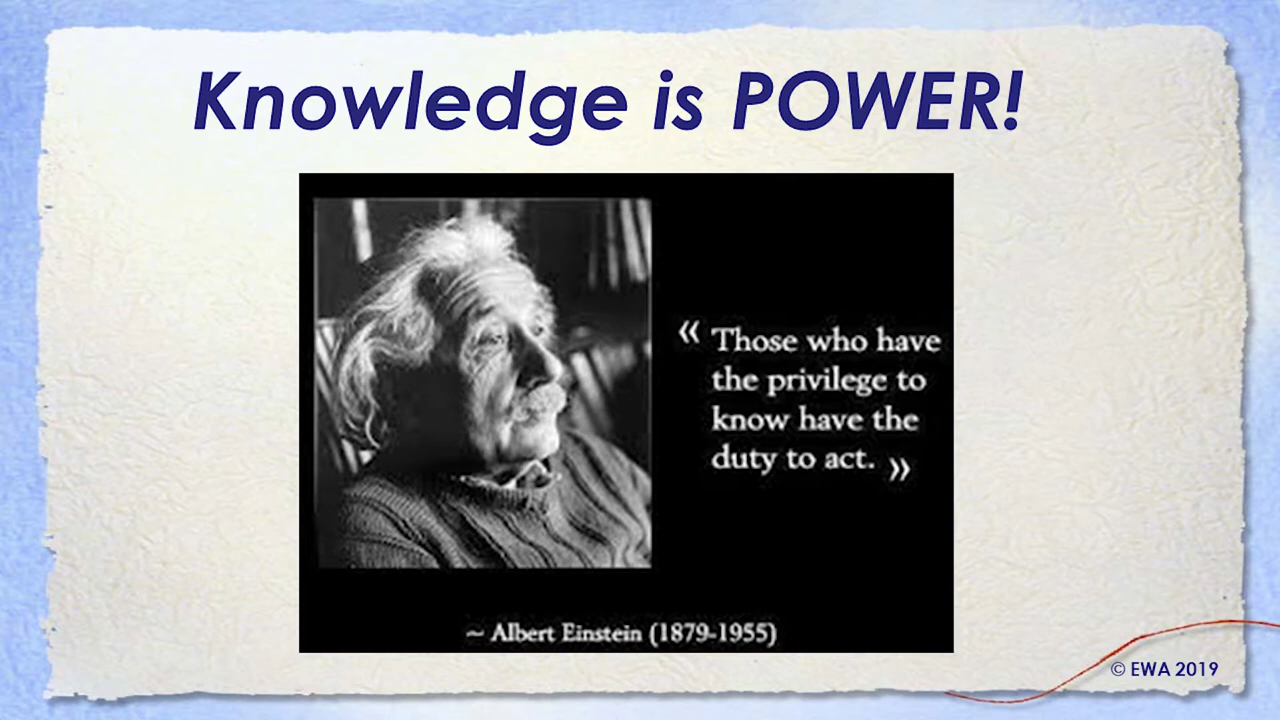 Knowledge is POWER!
« Those who have
the privilege to
know have the
duty to act. »
~ Albert Einstein (1879-1955)
© EWA 2019